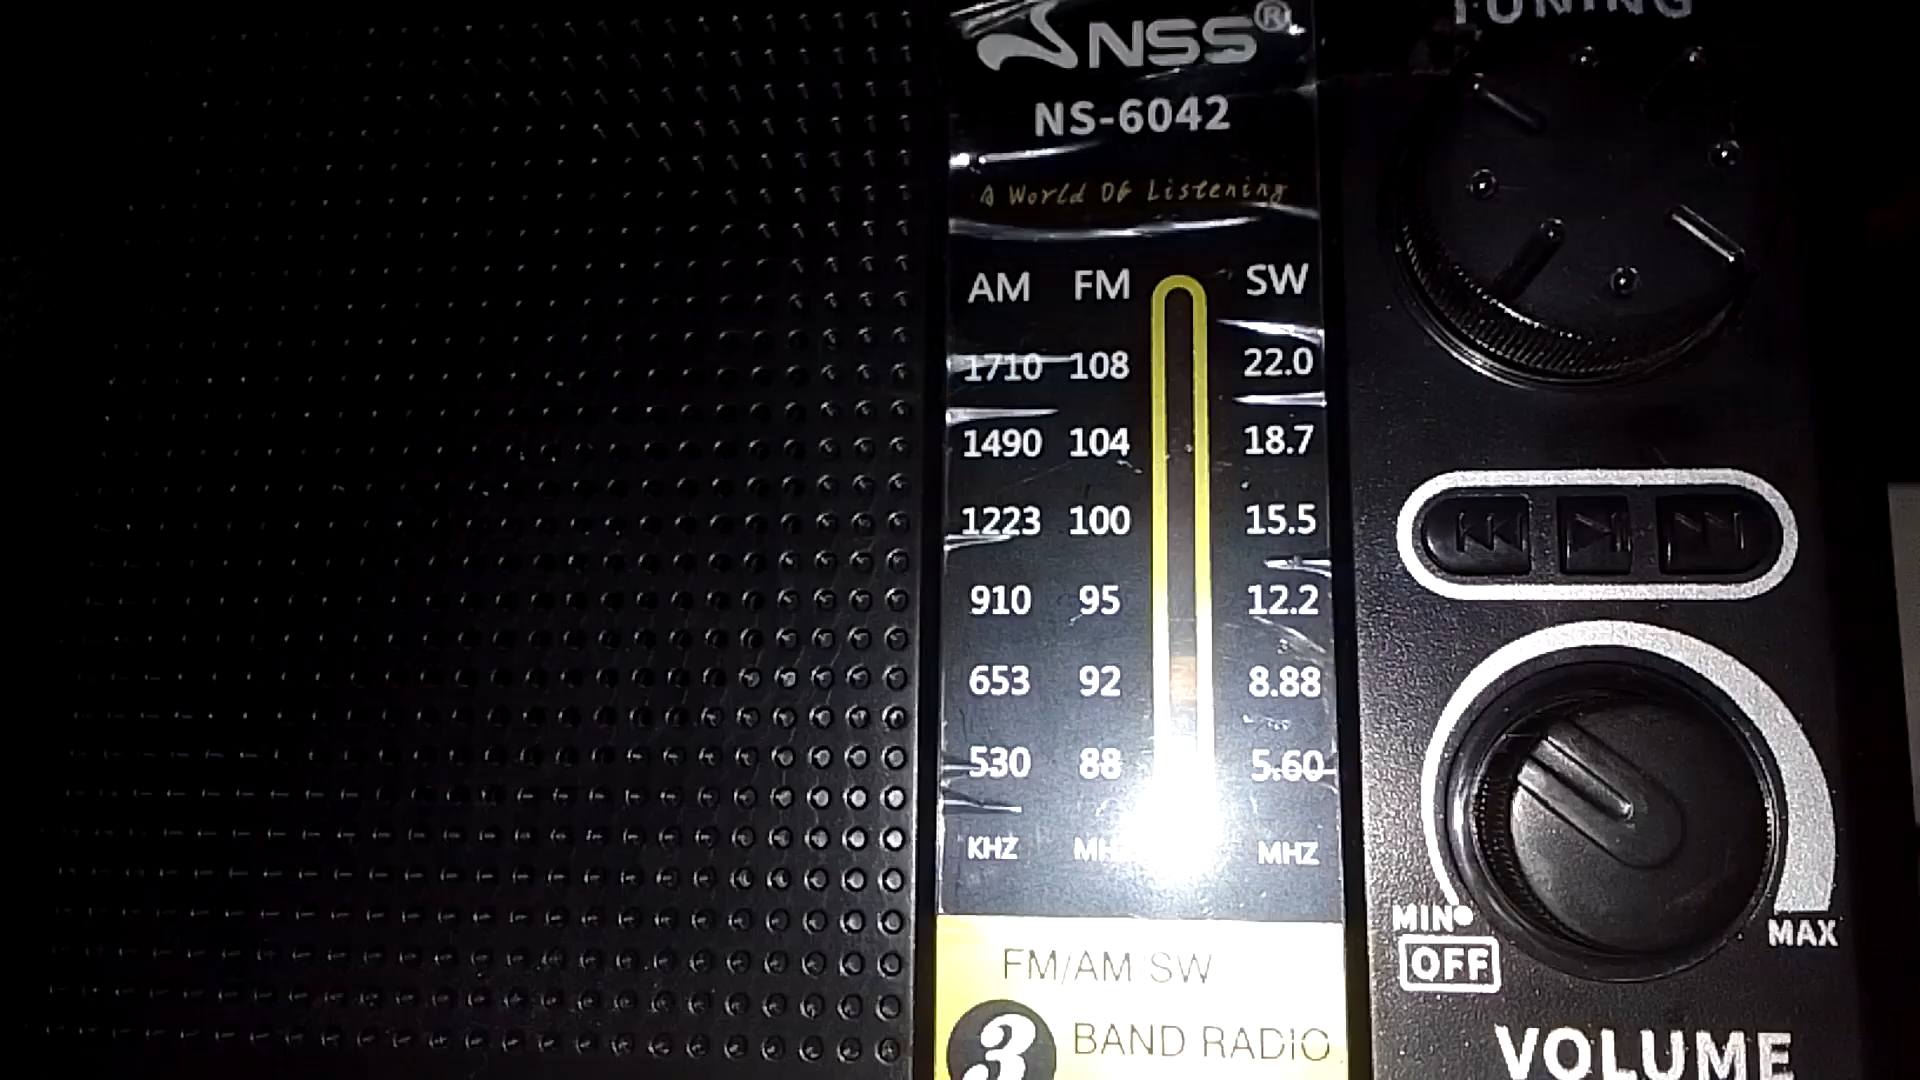 NSS®
NS-6042
A World Of Listening
AM FM SW
1710 108 22.0
1490 104 18.7
1223 100 15.5
910 95 12.2
653 92 8.88
530 88 5.60
KHZ MH MHZ
FM/AM SW
3 BAND RADIO
TUNING
MIN
OFF
MAX
VOLUME